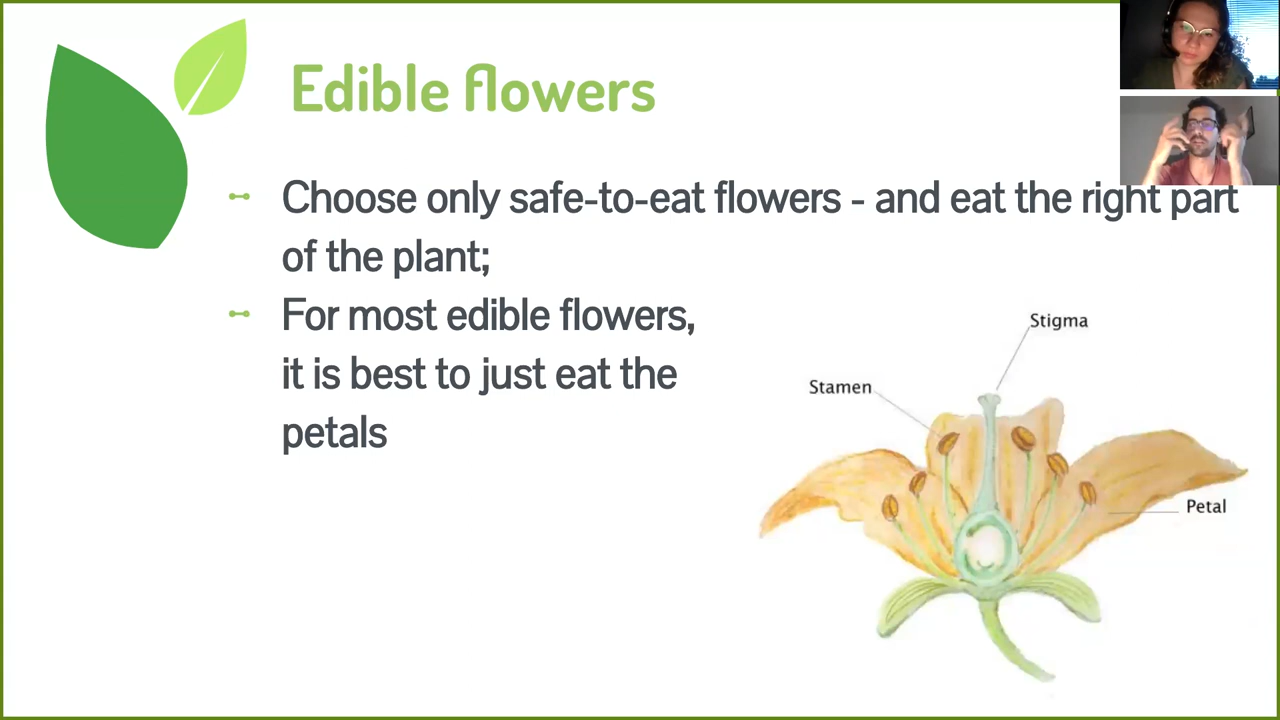 Edible flowers
Choose only safe-to-eat flowers - and eat the right part
of the plant;
For most edible flowers,
it is best to just eat the
petals
Stigma
Stamen
Petal